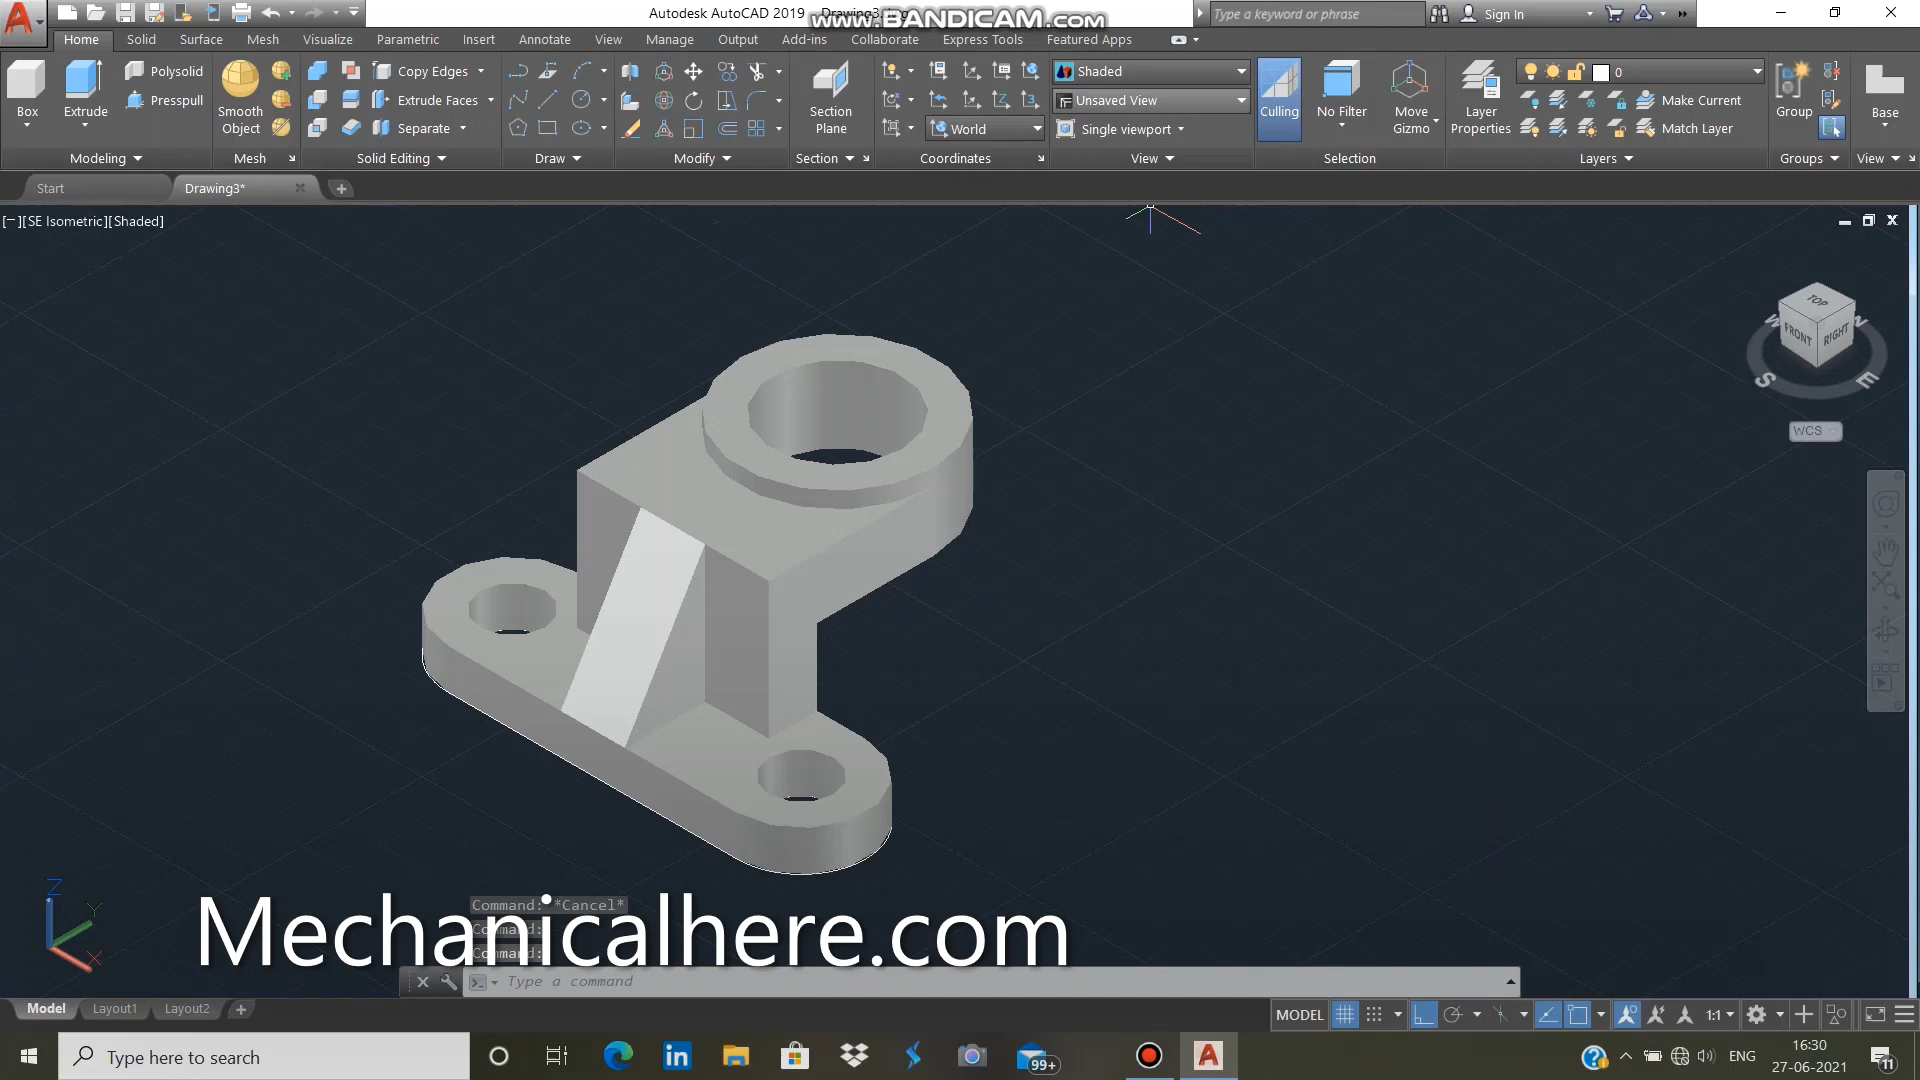 Autodesk AutoCAD 2019
www.BANDICAM.com
Type a keyword or phrase
Sign In
Home Solid Surface Mesh Visualize Parametric Insert Annotate View Manage Output Add-ins Collaborate Express Tools Featured Apps
Box
Extrude
Polysolid
Presspull
Smooth
Object
Copy Edges
Extrude Faces
Separate
Section
Plane
World
Shaded
Unsaved View
Single viewport
Culling
No Filter
Move
Gizmo
Layer
Properties
0
Make Current
Match Layer
Group
Base
Modeling
Mesh
Solid Editing
Draw
Modify
Section
Coordinates
View
Selection
Layers
Groups
View
Start
Drawing3*
[−][SE Isometric][Shaded]
TOP
FRONT
RIGHT
S
E
WCS
Z
Y
X
Command: *Cancel*
Command:
Command:
Mechanicalhere.com
Type a command
Model Layout1 Layout2
MODEL
1:1
Type here to search
99+
ENG
16:30
27-06-2021
11